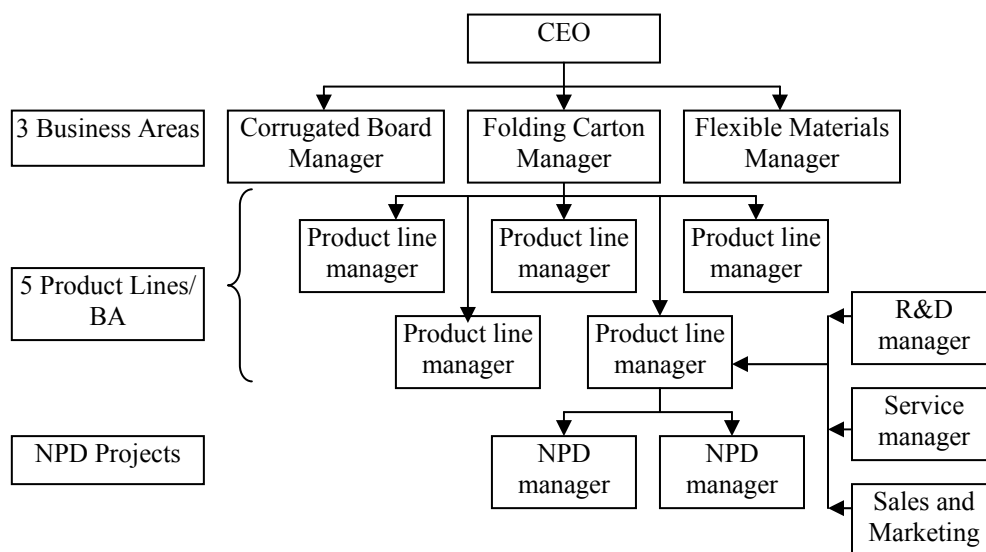 CEO
3 Business Areas
Corrugated Board
Manager
Folding Carton
Manager
Flexible Materials
Manager
5 Product Lines/
BA
Product line
manager
Product line
manager
Product line
manager
Product line
manager
Product line
manager
R&D
manager
Service
manager
Sales and
Marketing
NPD Projects
NPD
manager
NPD
manager